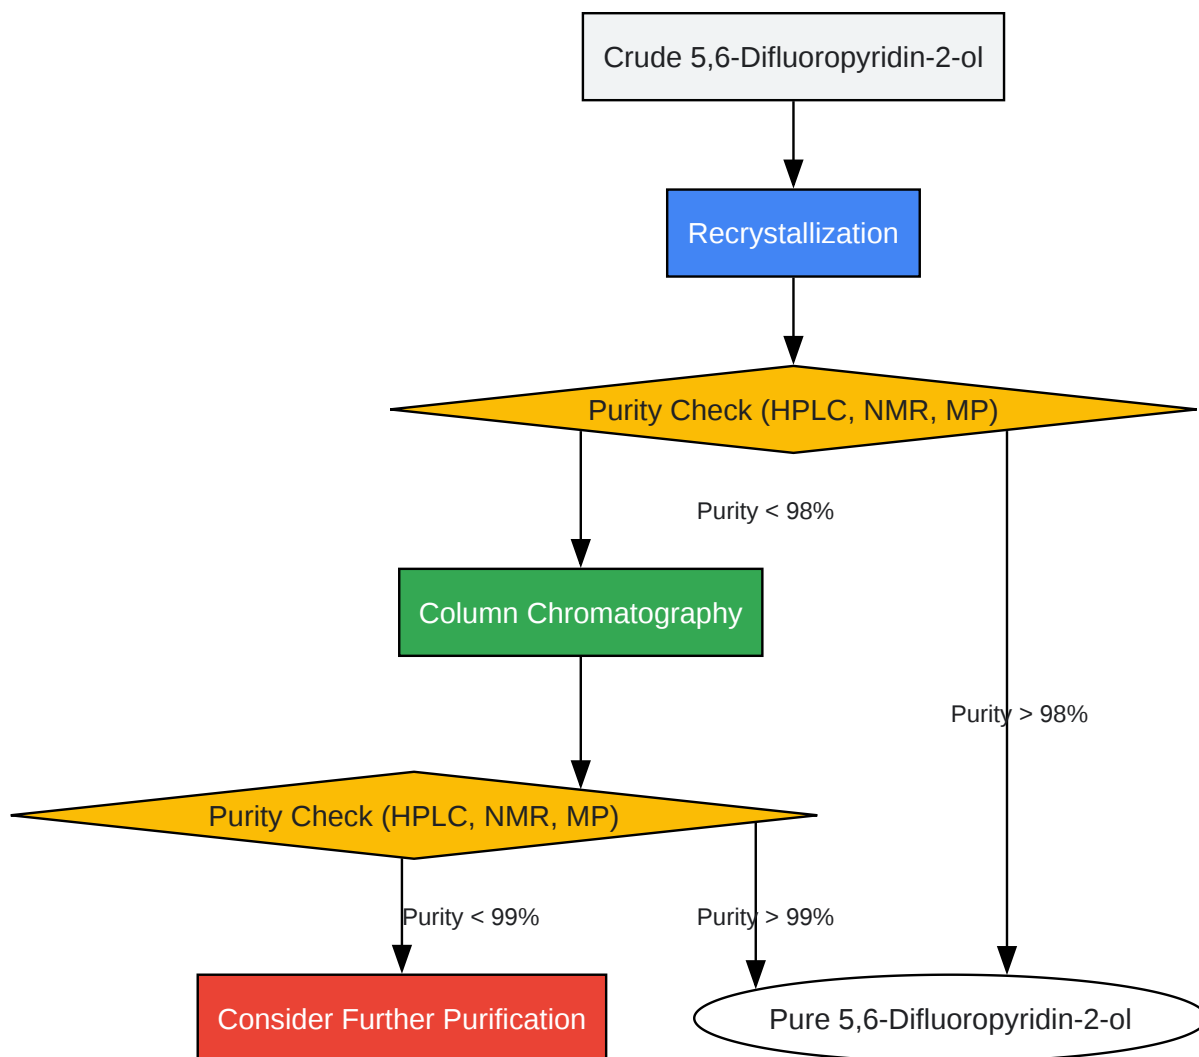 Crude 5,6-Difluoropyridin-2-ol
Recrystallization
Purity Check (HPLC, NMR, MP)
Purity < 98%
Column Chromatography
Purity > 98%
Purity Check (HPLC, NMR, MP)
Purity < 99%
Purity > 99%
Consider Further Purification
Pure 5,6-Difluoropyridin-2-ol